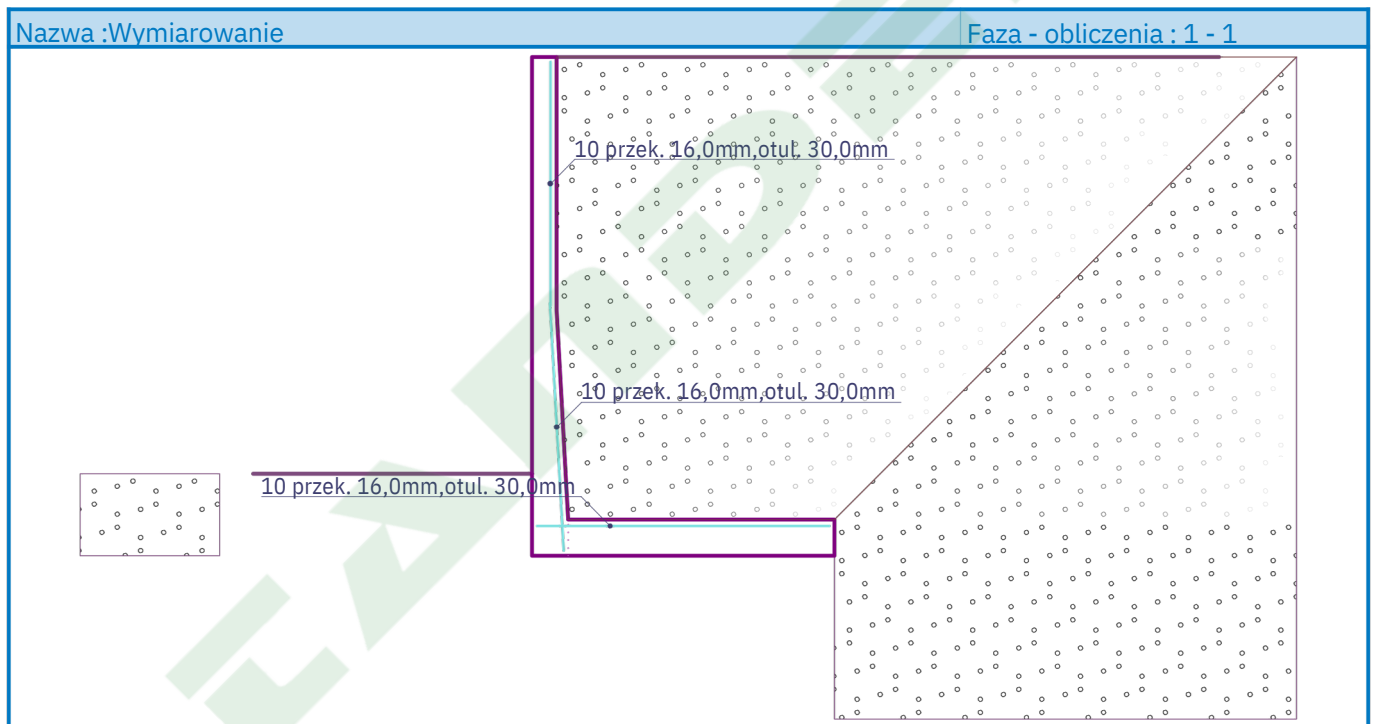 Nazwa :Wymiarowanie
Faza - obliczenia : 1 - 1
10 przek. 16,0mm,otul. 30,0mm
10 przek. 16,0mm,otul. 30,0mm
10 przek. 16,0mm,otul. 30,0mm